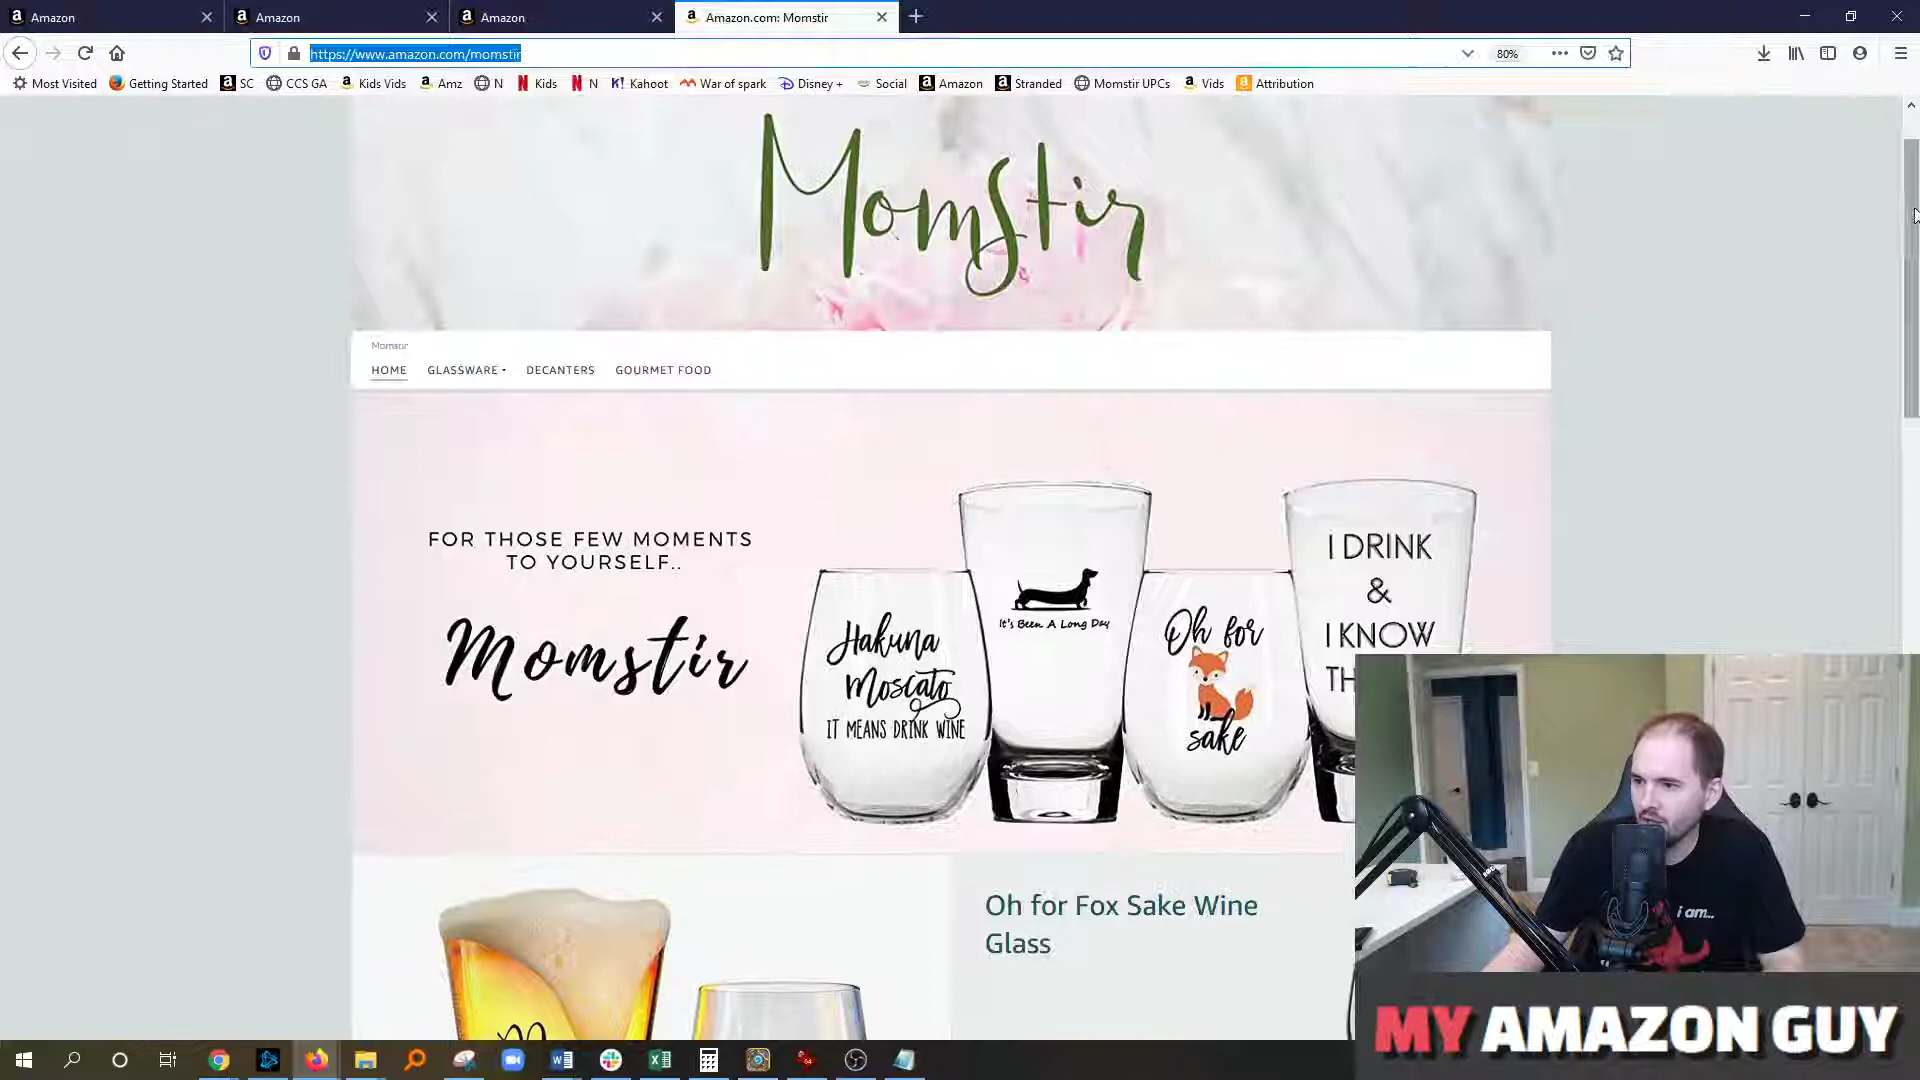 Amazon
Amazon
Amazon
Amazon.com: Momstir
https://www.amazon.com/momstir
80%
Most Visited
Getting Started
SC
CCS GA
Kids Vids
Amz
N
Kids
N
Kahoot
War of spark
Disney +
Social
Amazon
Stranded
Momstir UPCs
Vids
Attribution
Momstir
Momstir
HOME
GLASSWARE
DECANTERS
GOURMET FOOD
FOR THOSE FEW MOMENTS
TO YOURSELF..
Momstir
Hakuna
Moscato
IT MEANS DRINK WINE
It's Been A Long Day
Oh for
sake
I DRINK
&
I KNOW
TH
Oh for Fox Sake Wine
Glass
i am...
MY AMAZON GUY